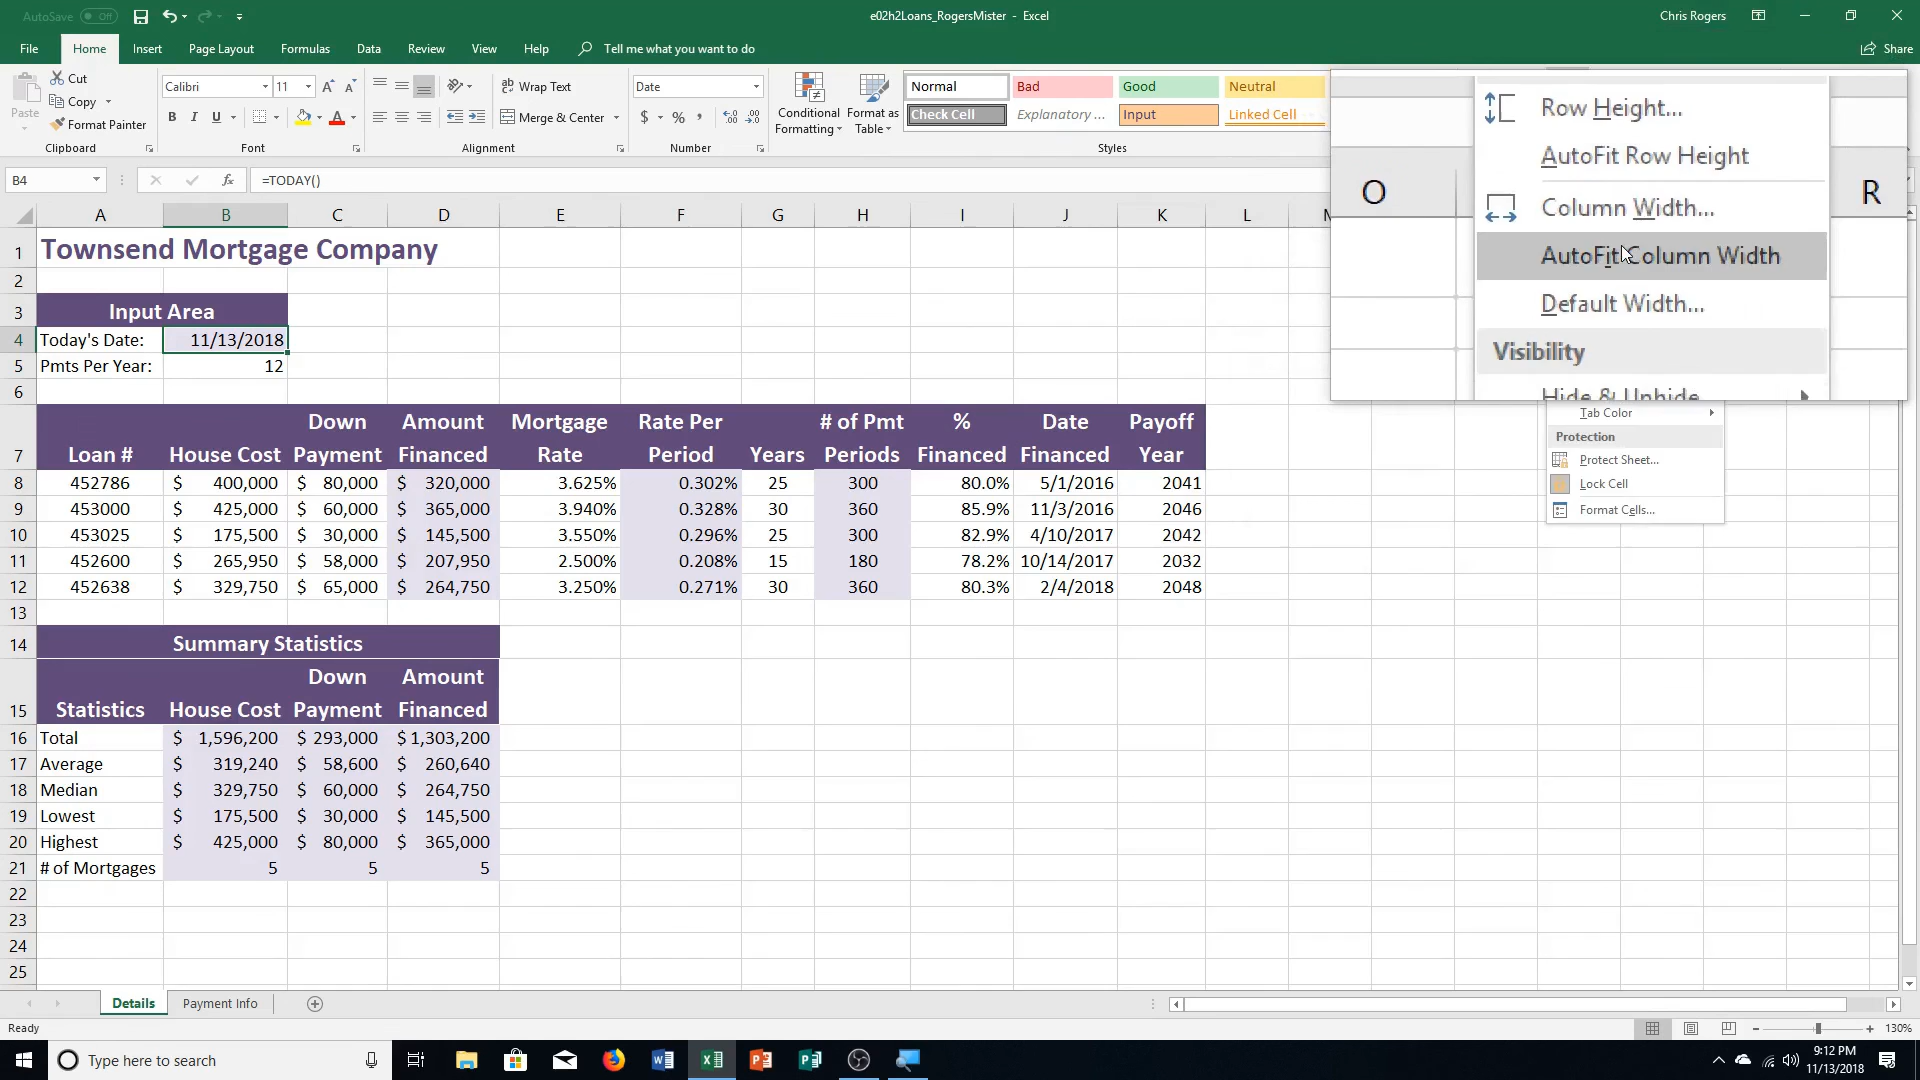 AutoSave Off
e02h2Loans_RogersMister - Excel
Chris Rogers
File Home Insert Page Layout Formulas Data Review View Help Tell me what you want to do Share
Cut
Copy
Format Painter
Paste
Clipboard
Calibri 11
B I U
Font
Wrap Text
Merge & Center
Alignment
Date
$ % ,
Number
Conditional Formatting
Format as Table
Normal Bad Good Neutral
Check Cell Explanatory ... Input Linked Cell
Styles
Row Height...
AutoFit Row Height
Column Width...
AutoFit Column Width
Default Width...
Visibility
Hide & Unhide
O R
Tab Color
Protection
Protect Sheet...
Lock Cell
Format Cells...
B4 fx =TODAY()
A B C D E F G H I J K L
1 Townsend Mortgage Company
2
3 Input Area
4 Today's Date: 11/13/2018
5 Pmts Per Year: 12
6
Down Amount Mortgage Rate Per # of Pmt % Date Payoff
7 Loan # House Cost Payment Financed Rate Period Years Periods Financed Financed Year
8 452786 $ 400,000 $ 80,000 $ 320,000 3.625% 0.302% 25 300 80.0% 5/1/2016 2041
9 453000 $ 425,000 $ 60,000 $ 365,000 3.940% 0.328% 30 360 85.9% 11/3/2016 2046
10 453025 $ 175,500 $ 30,000 $ 145,500 3.550% 0.296% 25 300 82.9% 4/10/2017 2042
11 452600 $ 265,950 $ 58,000 $ 207,950 2.500% 0.208% 15 180 78.2% 10/14/2017 2032
12 452638 $ 329,750 $ 65,000 $ 264,750 3.250% 0.271% 30 360 80.3% 2/4/2018 2048
13
14 Summary Statistics
Down Amount
15 Statistics House Cost Payment Financed
16 Total $ 1,596,200 $ 293,000 $ 1,303,200
17 Average $ 319,240 $ 58,600 $ 260,640
18 Median $ 329,750 $ 60,000 $ 264,750
19 Lowest $ 175,500 $ 30,000 $ 145,500
20 Highest $ 425,000 $ 80,000 $ 365,000
21 # of Mortgages 5 5 5
22
23
24
25
Details Payment Info
Ready 130%
Type here to search
9:12 PM
11/13/2018